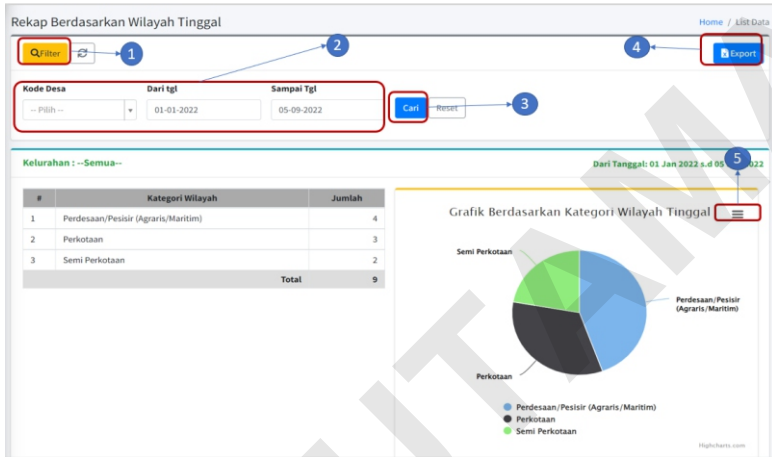 Rekap Berdasarkan Wilayah Tinggal
Home / List Data
Filter
1
2
4
Export
Kode Desa
Dari tgl
Sampai Tgl
-- Pilih --
01-01-2022
05-09-2022
Cari
Reset
3
Kelurahan : --Semua--
Dari Tanggal: 01 Jan 2022 s.d 05 022
5
# Kategori Wilayah Jumlah
1 Perdesaan/Pesisir (Agraris/Maritim) 4
2 Perkotaan 3
3 Semi Perkotaan 2
Total 9
Grafik Berdasarkan Kategori Wilayah Tinggal
Semi Perkotaan
Perdesaan/Pesisir
(Agraris/Maritim)
Perkotaan
Perdesaan/Pesisir (Agraris/Maritim)
Perkotaan
Semi Perkotaan
Highcharts.com